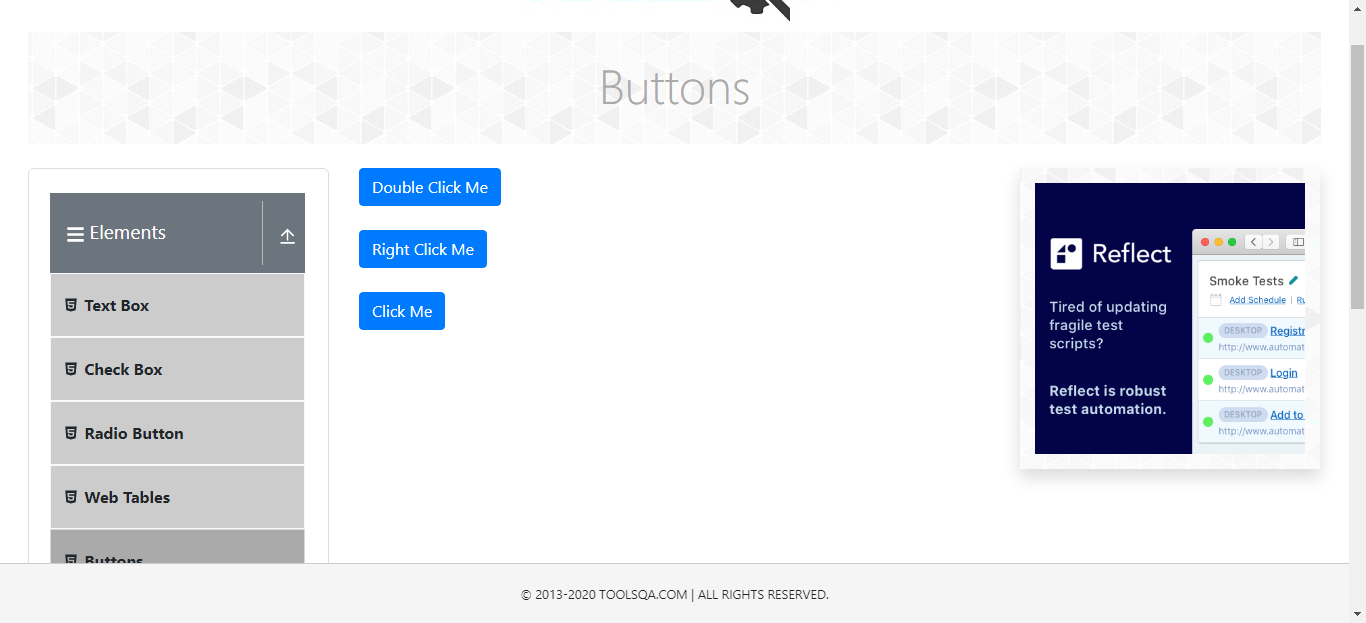 Buttons
Elements
Text Box
Check Box
Radio Button
Web Tables
Buttons
Double Click Me
Right Click Me
Click Me
Reflect
Tired of updating
fragile test
scripts?
Reflect is robust
test automation.
Smoke Tests
Add Schedule | Ru
DESKTOP Registr
http://www.automat
DESKTOP Login
http://www.automat
DESKTOP Add to
http://www.automat
© 2013-2020 TOOLSQA.COM | ALL RIGHTS RESERVED.